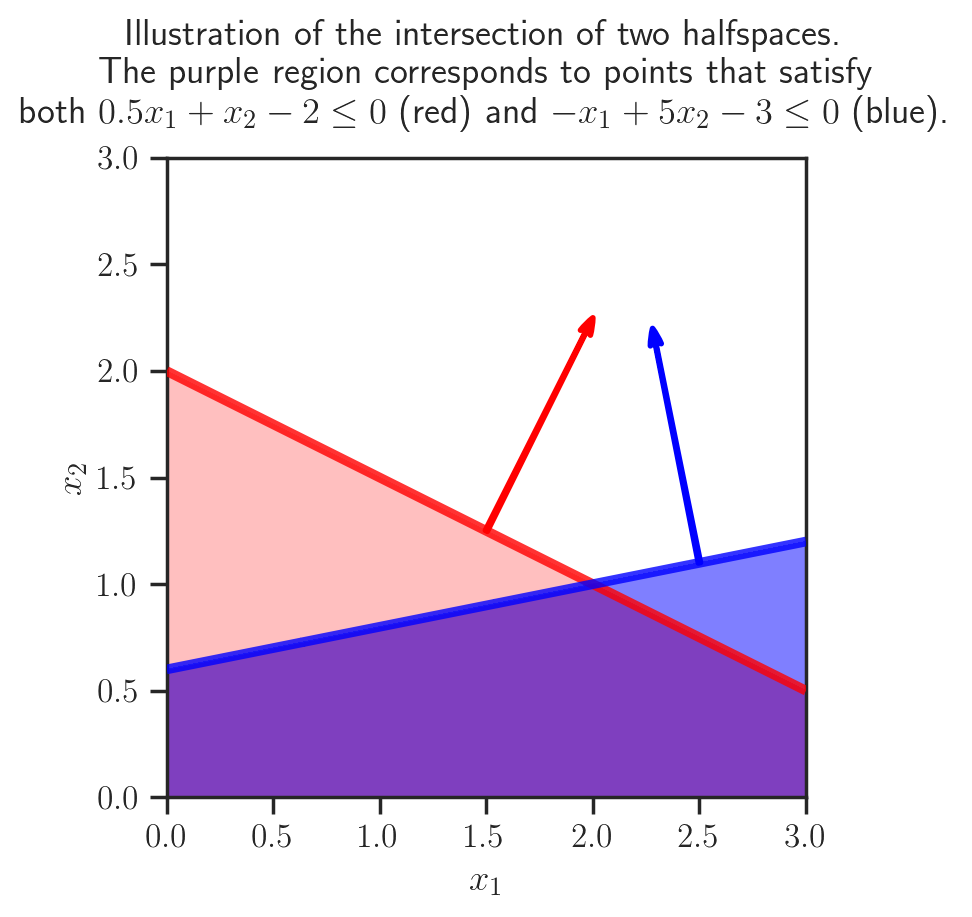 Illustration of the intersection of two halfspaces.
The purple region corresponds to points that satisfy
both 0.5x₁ + x₂ − 2 ≤ 0 (red) and −x₁ + 5x₂ − 3 ≤ 0 (blue).
3.0
2.5
2.0
1.5
1.0
0.5
0.0
x₂
0.0 0.5 1.0 1.5 2.0 2.5 3.0
x₁